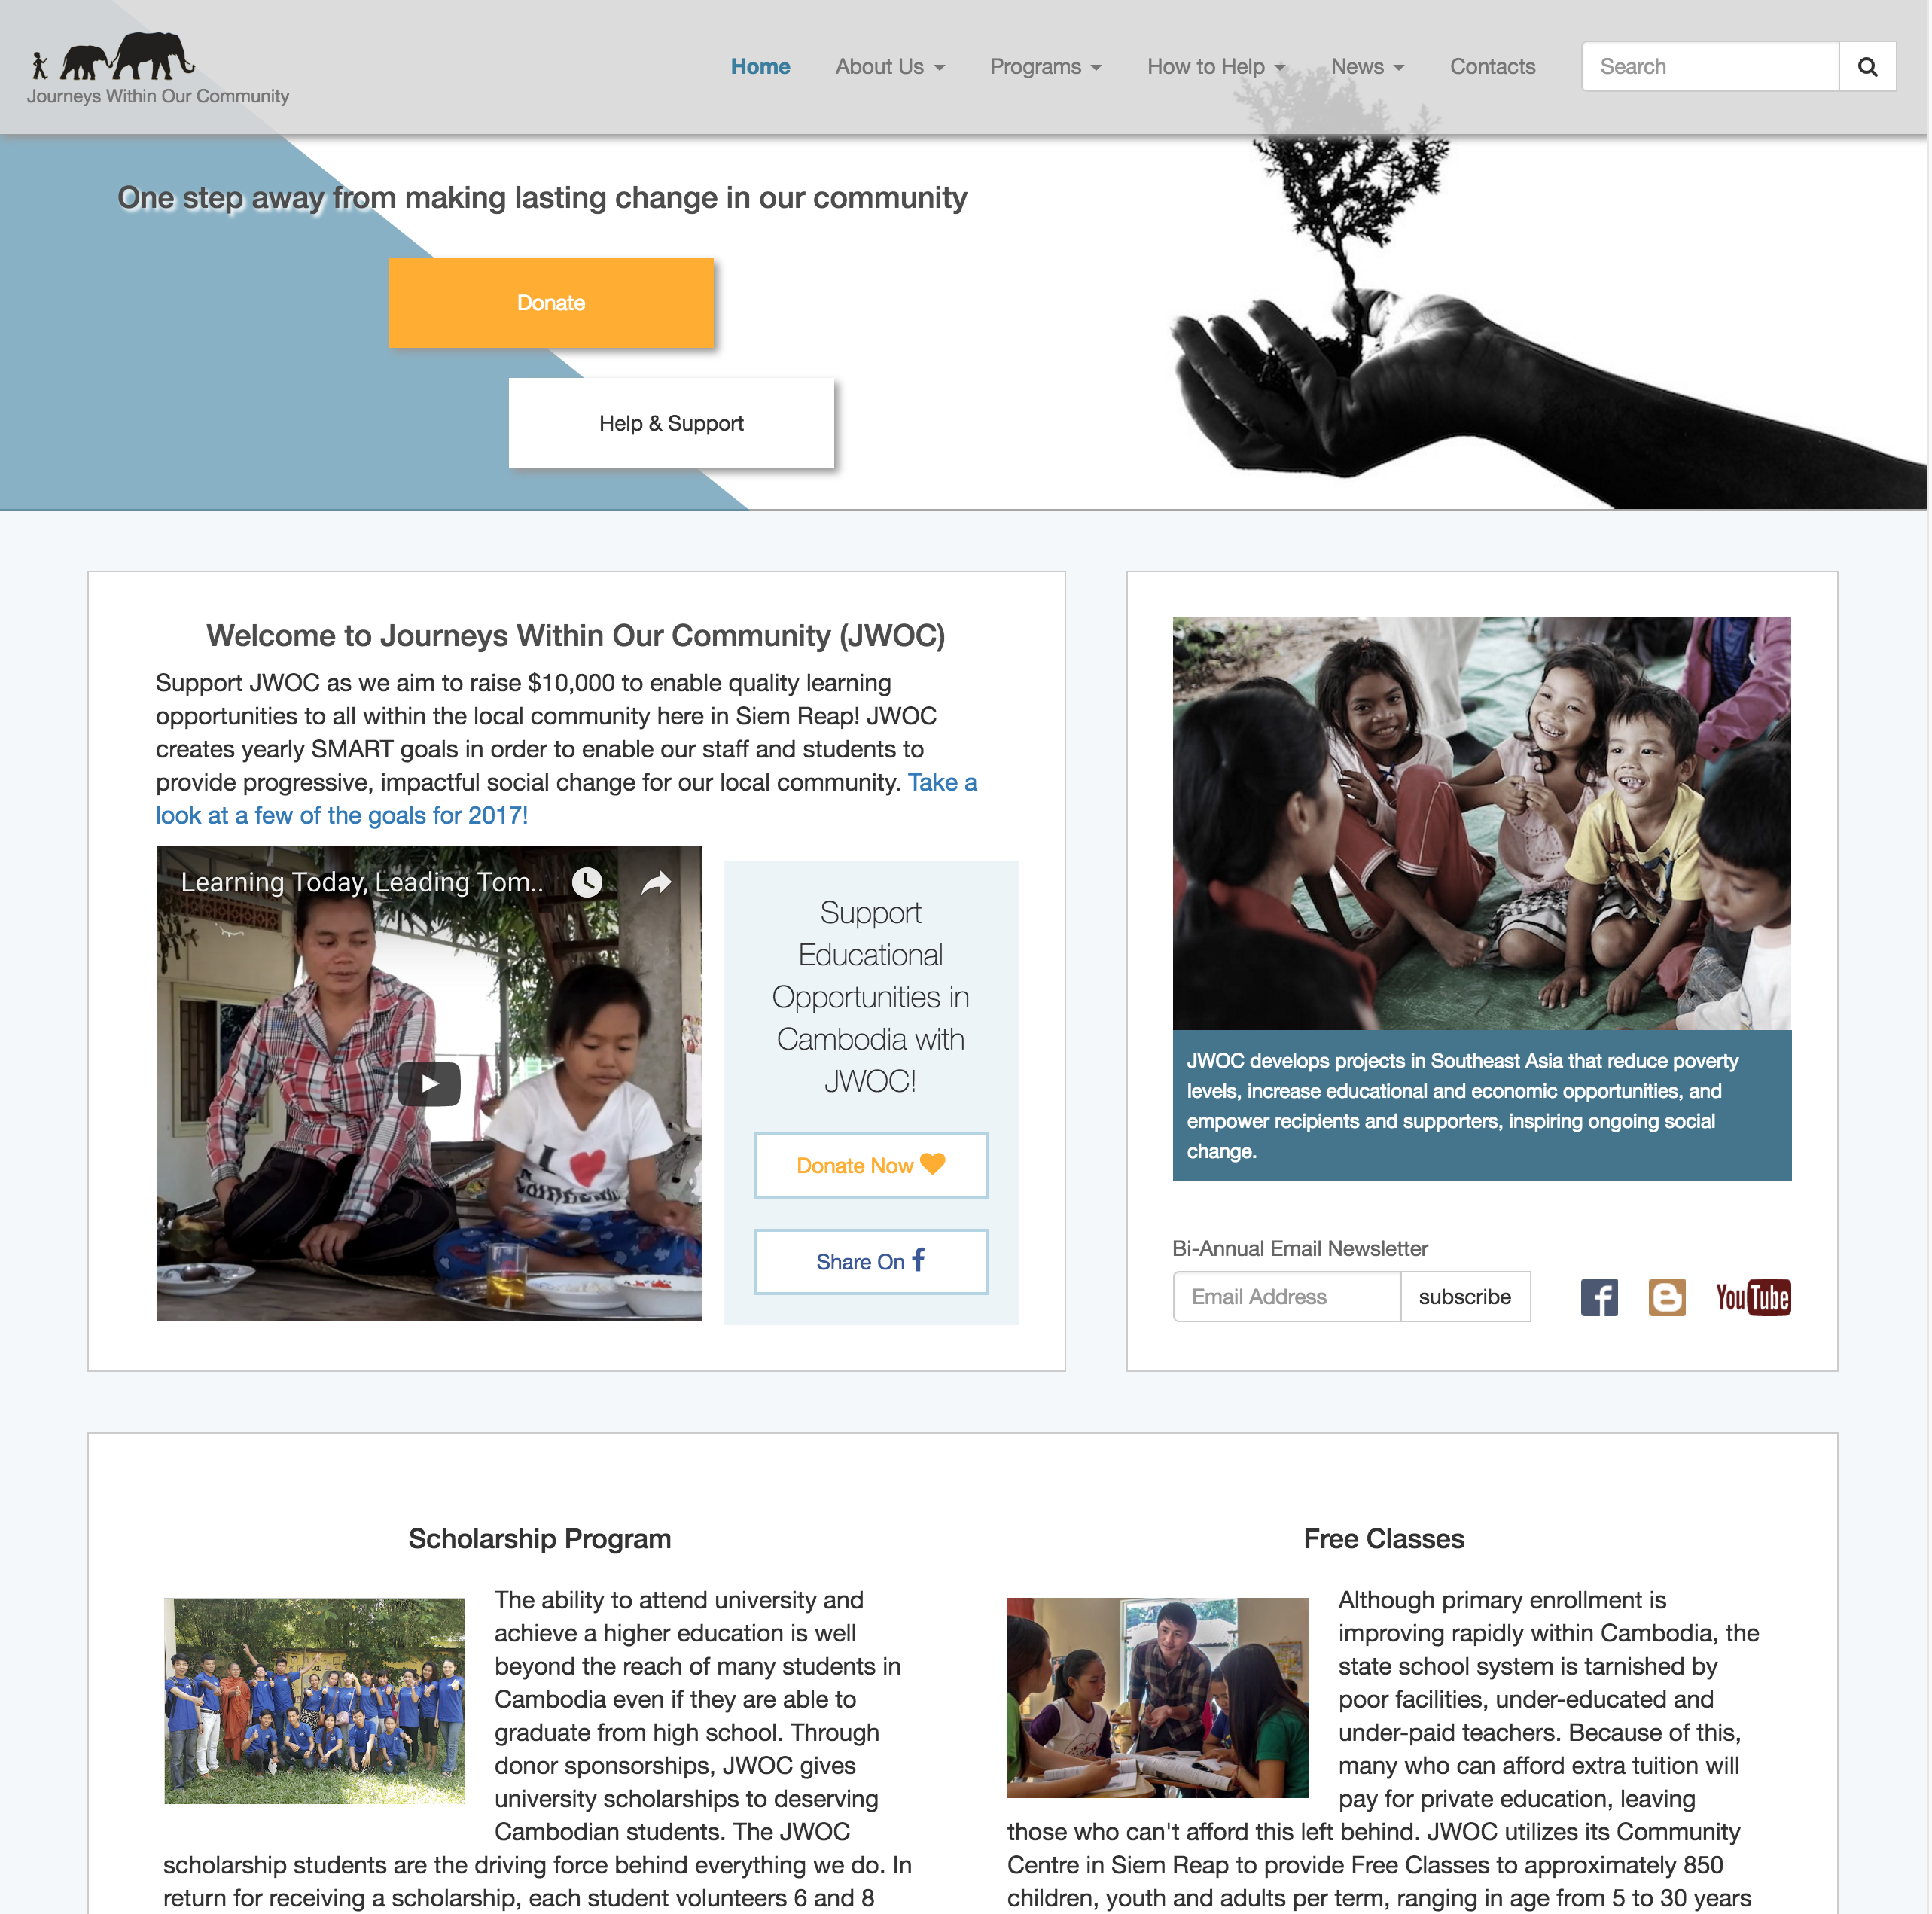 Journeys Within Our Community
Home
About Us
Programs
How to Help
News
Contacts
Search
One step away from making lasting change in our community
Donate
Help & Support
Welcome to Journeys Within Our Community (JWOC)
Support JWOC as we aim to raise $10,000 to enable quality learning
opportunities to all within the local community here in Siem Reap! JWOC
creates yearly SMART goals in order to enable our staff and students to
provide progressive, impactful social change for our local community. Take a
look at a few of the goals for 2017!
Learning Today, Leading Tom..
I
Support
Educational
Opportunities in
Cambodia with
JWOC!
Donate Now
Share On f
JWOC develops projects in Southeast Asia that reduce poverty
levels, increase educational and economic opportunities, and
empower recipients and supporters, inspiring ongoing social
change.
Bi-Annual Email Newsletter
Email Address
subscribe
f
B
YouTube
Scholarship Program
The ability to attend university and
achieve a higher education is well
beyond the reach of many students in
Cambodia even if they are able to
graduate from high school. Through
donor sponsorships, JWOC gives
university scholarships to deserving
Cambodian students. The JWOC
scholarship students are the driving force behind everything we do. In
return for receiving a scholarship, each student volunteers 6 and 8
Free Classes
Although primary enrollment is
improving rapidly within Cambodia, the
state school system is tarnished by
poor facilities, under-educated and
under-paid teachers. Because of this,
many who can afford extra tuition will
pay for private education, leaving
those who can't afford this left behind. JWOC utilizes its Community
Centre in Siem Reap to provide Free Classes to approximately 850
children, youth and adults per term, ranging in age from 5 to 30 years